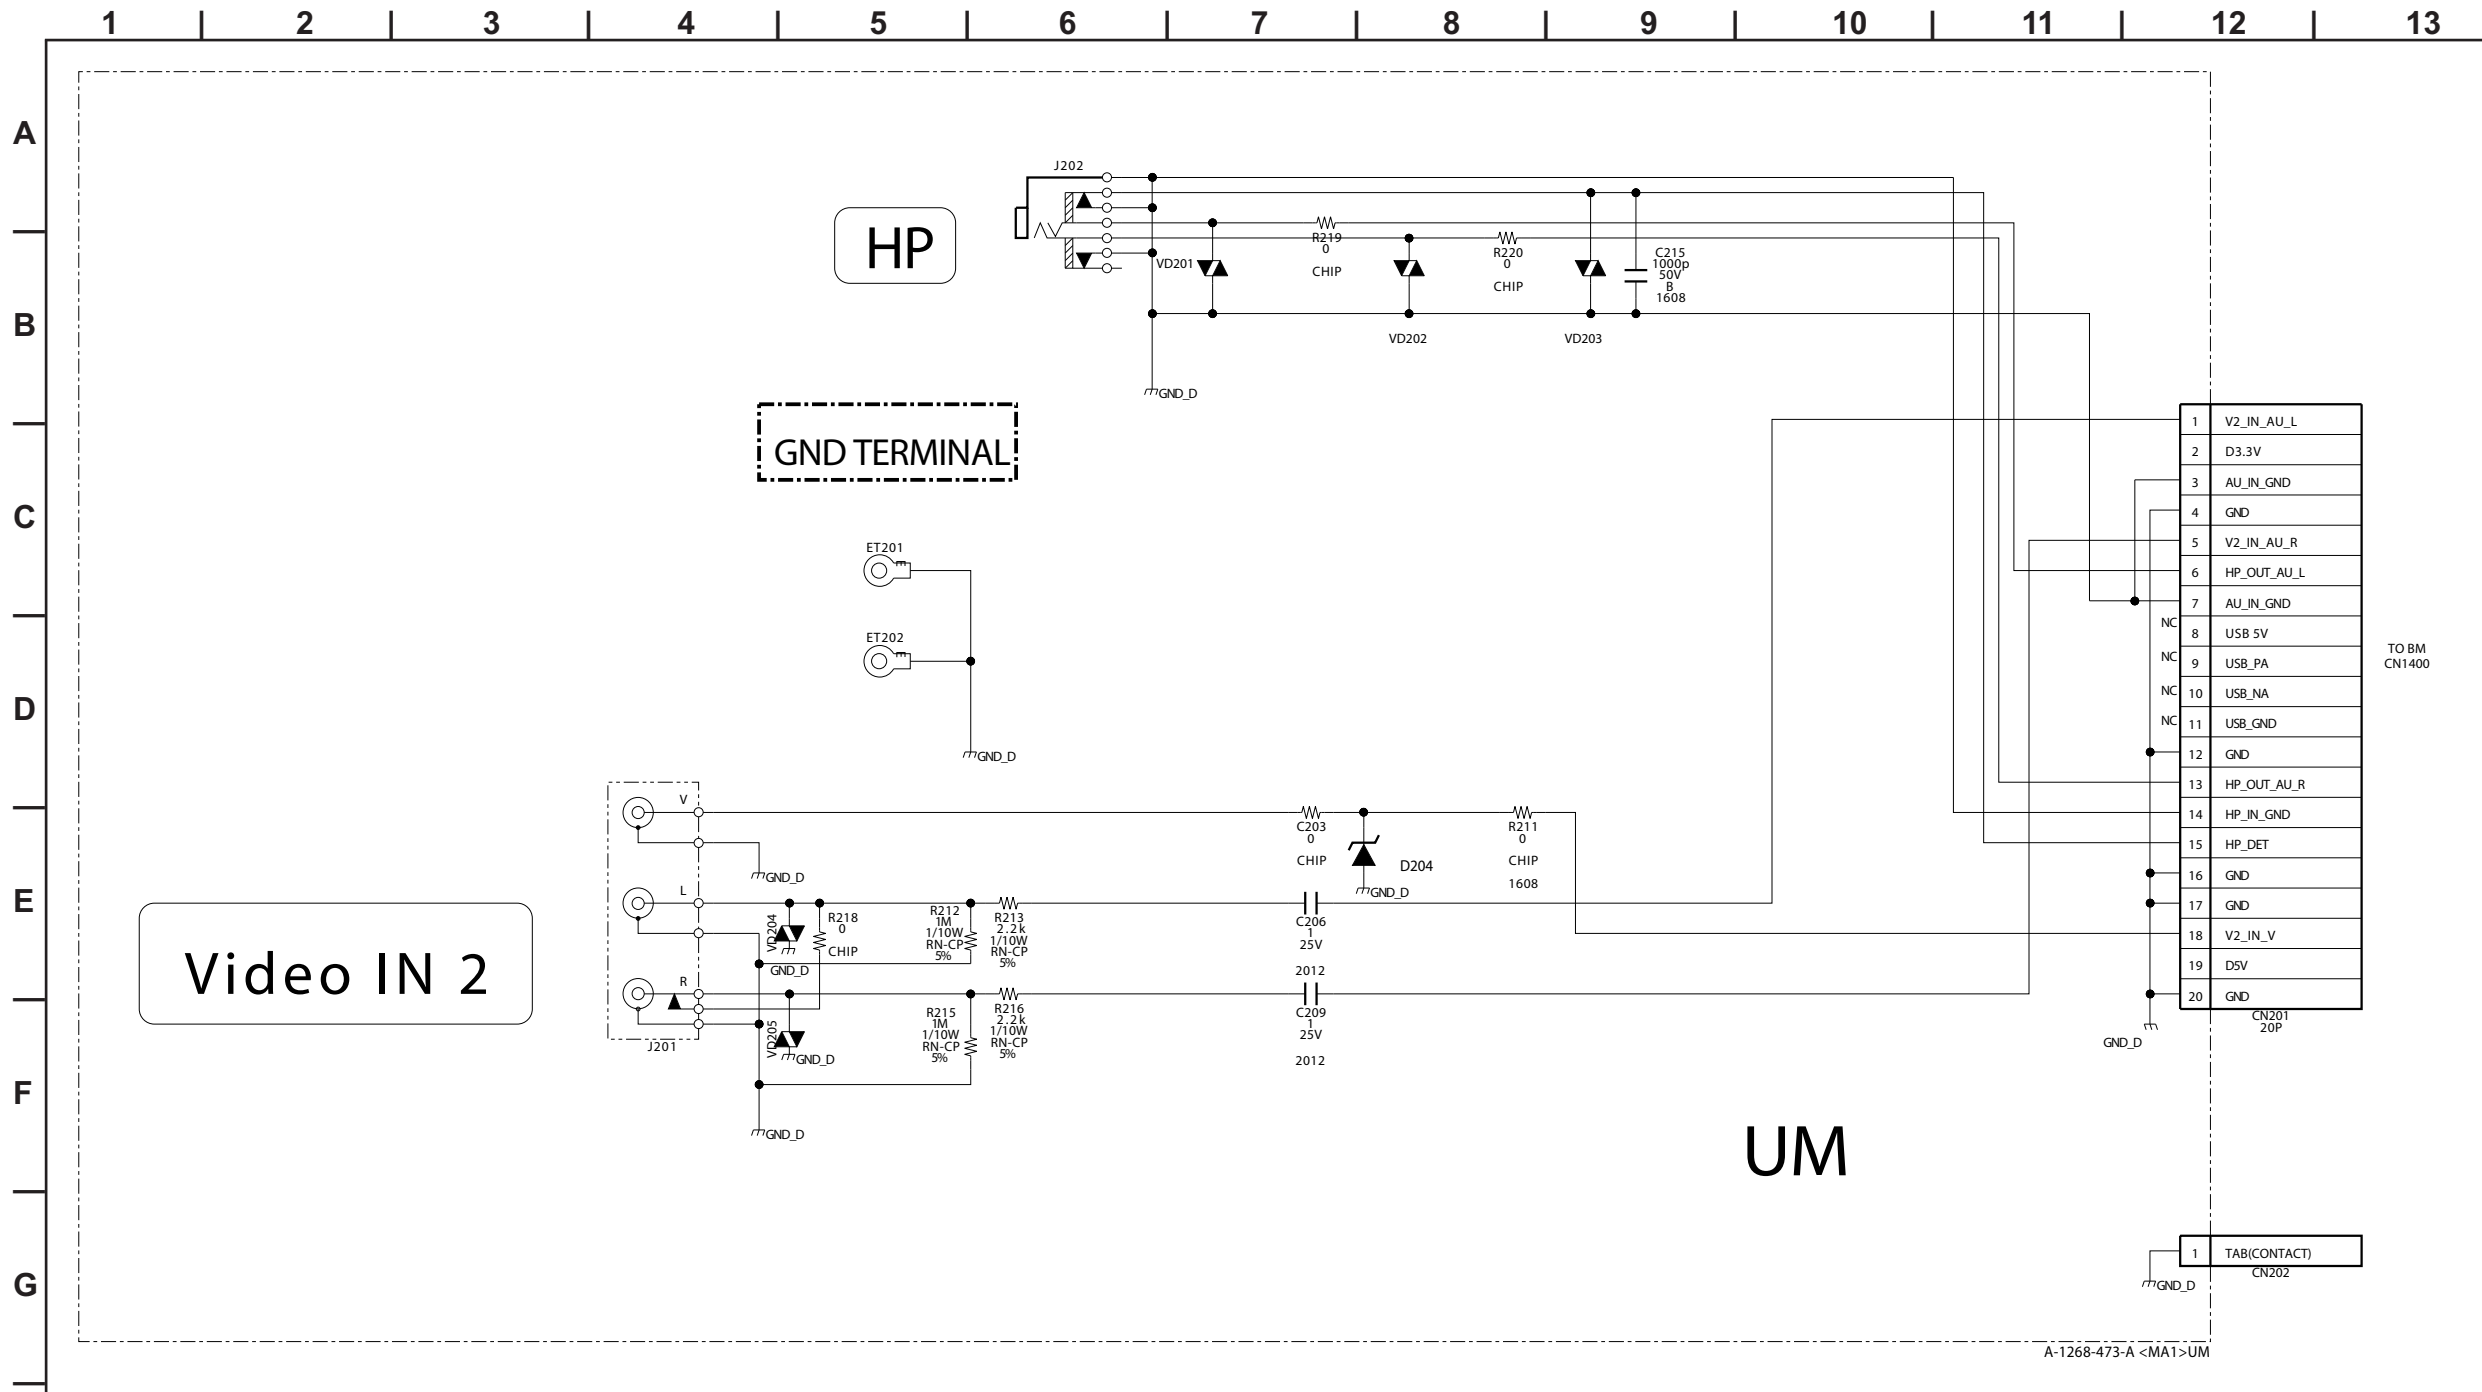 1 2 3 4 5 6 7 8 9 10 11 12 13
A
B
C
D
E
F
G
J202
HP
VD201
R219
0
CHIP
R220
0
CHIP
C215
1000p
50V
B
1608
VD202
VD203
GND_D
GND TERMINAL
ET201
ET202
GND_D
V
GND_D
L
R
J201
VD204
GND_D
R218
0
CHIP
VD205
GND_D
R212
1M
1/10W
RN-CP
5%
R213
2.2k
1/10W
RN-CP
5%
R215
1M
1/10W
RN-CP
5%
R216
2.2k
1/10W
RN-CP
5%
GND_D
C203
0
CHIP
D204
GND_D
R211
0
CHIP
1608
C206
1
25V
2012
C209
1
25V
2012
Video IN 2
1 V2_IN_AU_L
2 D3.3V
3 AU_IN_GND
4 GND
5 V2_IN_AU_R
6 HP_OUT_AU_L
7 AU_IN_GND
NC 8 USB 5V
NC 9 USB_PA
NC 10 USB_NA
NC 11 USB_GND
12 GND
13 HP_OUT_AU_R
14 HP_IN_GND
15 HP_DET
16 GND
17 GND
18 V2_IN_V
19 D5V
20 GND
CN201
20P
GND_D
TO BM
CN1400
UM
1 TAB(CONTACT)
CN202
GND_D
A-1268-473-A <MA1>UM